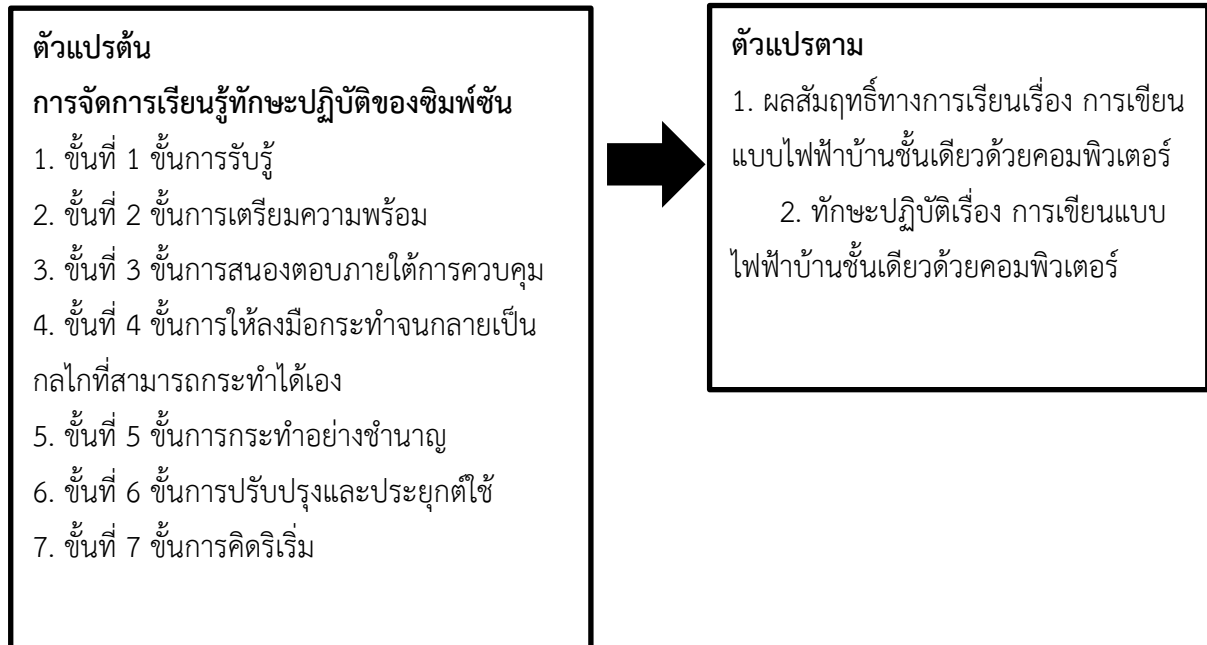 ตัวแปรต้น
การจัดการเรียนรู้ทักษะปฏิบัติของซิมพ์ซัน
1. ขั้นที่ 1 ขั้นการรับรู้
2. ขั้นที่ 2 ขั้นการเตรียมความพร้อม
3. ขั้นที่ 3 ขั้นการสนองตอบภายใต้การควบคุม
4. ขั้นที่ 4 ขั้นการให้ลงมือกระทำจนกลายเป็น
กลไกที่สามารถกระทำได้เอง
5. ขั้นที่ 5 ขั้นการกระทำอย่างชำนาญ
6. ขั้นที่ 6 ขั้นการปรับปรุงและประยุกต์ใช้
7. ขั้นที่ 7 ขั้นการคิดริเริ่ม
ตัวแปรตาม
1. ผลสัมฤทธิ์ทางการเรียนเรื่อง การเขียน
แบบไฟฟ้าบ้านชั้นเดียวด้วยคอมพิวเตอร์
2. ทักษะปฏิบัติเรื่อง การเขียนแบบ
ไฟฟ้าบ้านชั้นเดียวด้วยคอมพิวเตอร์